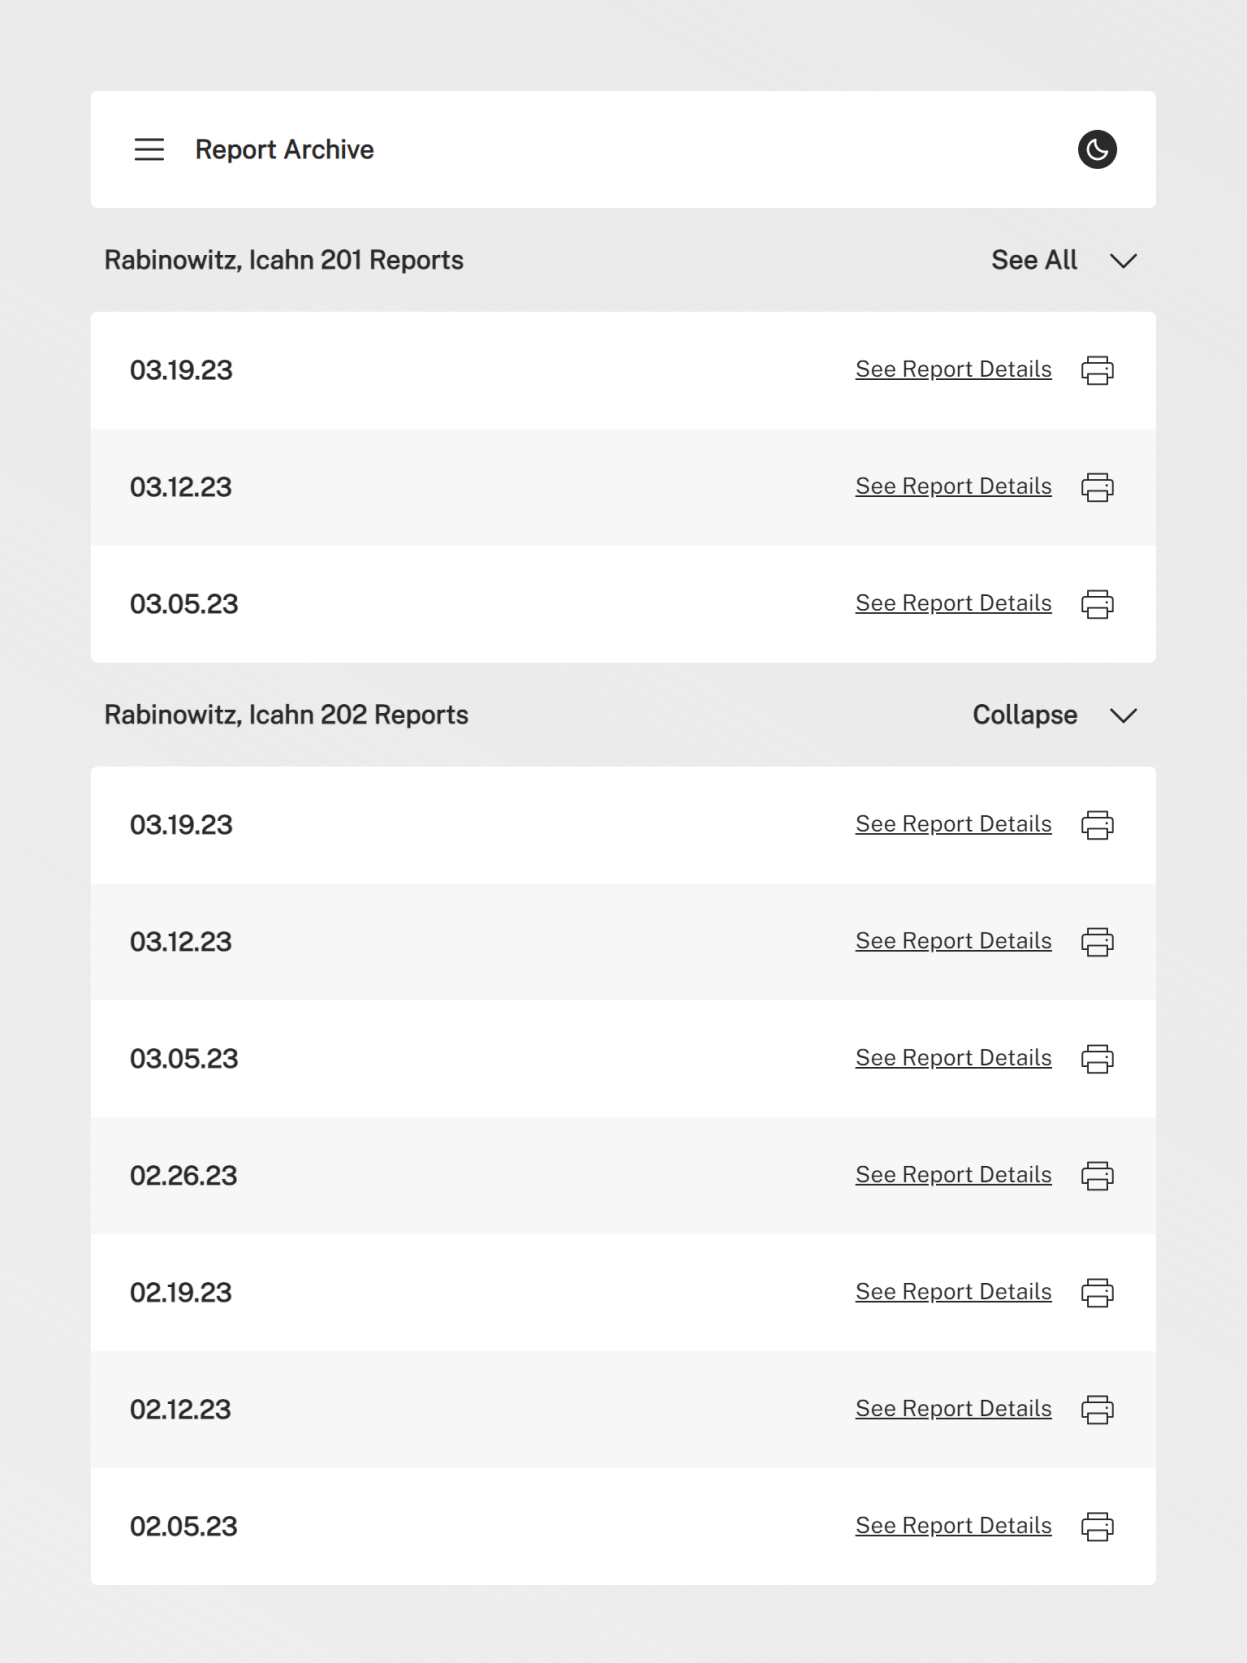 Report Archive
Rabinowitz, Icahn 201 Reports See All
03.19.23 See Report Details
03.12.23 See Report Details
03.05.23 See Report Details
Rabinowitz, Icahn 202 Reports Collapse
03.19.23 See Report Details
03.12.23 See Report Details
03.05.23 See Report Details
02.26.23 See Report Details
02.19.23 See Report Details
02.12.23 See Report Details
02.05.23 See Report Details